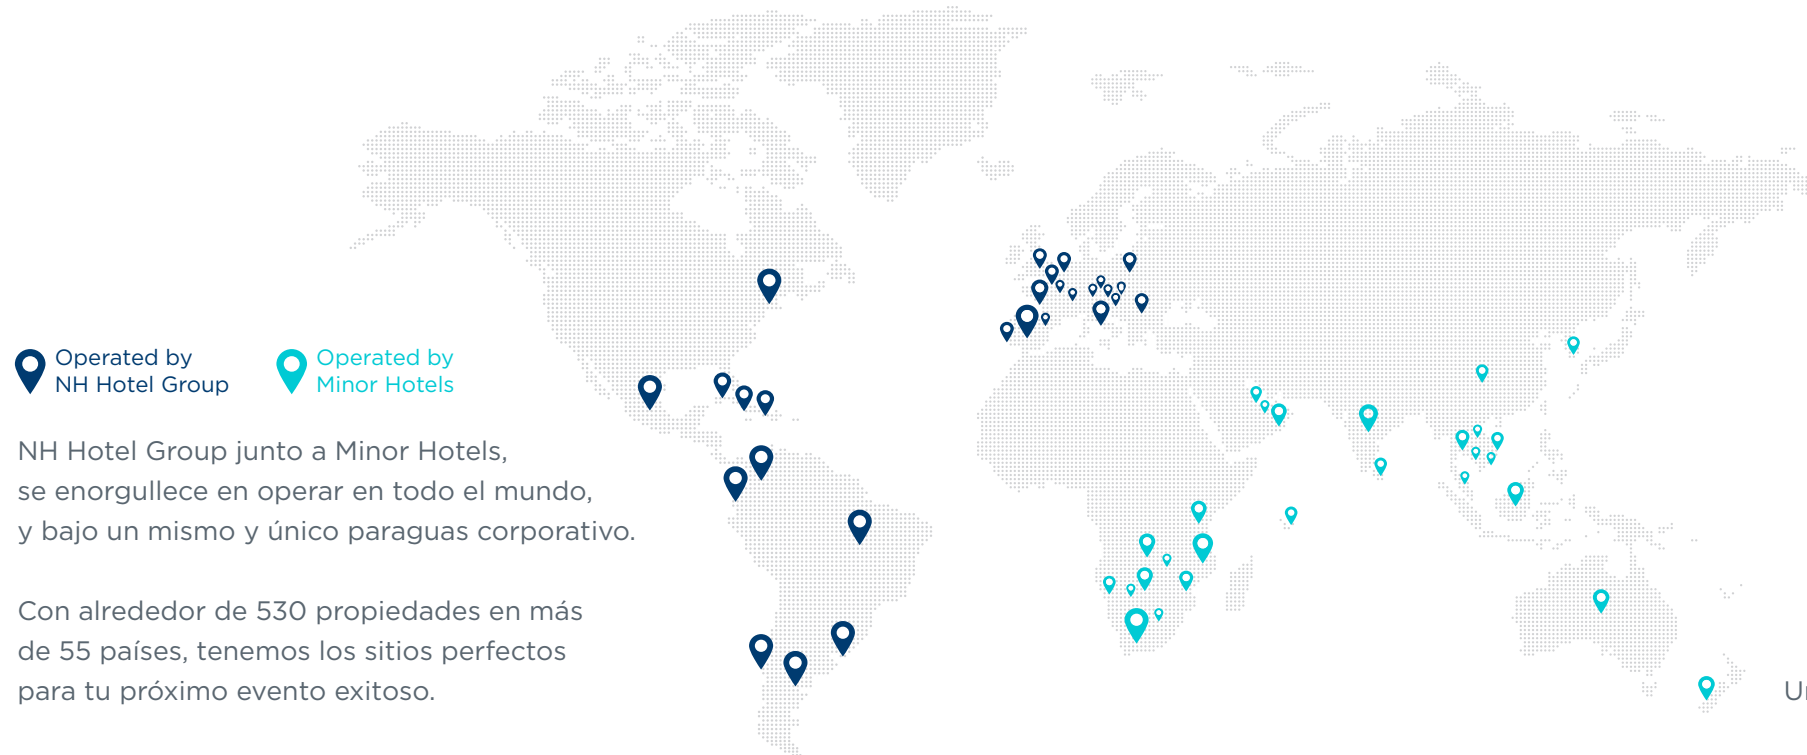 Operated by
NH Hotel Group
Operated by
Minor Hotels
NH Hotel Group junto a Minor Hotels,
se enorgullece en operar en todo el mundo,
y bajo un mismo y único paraguas corporativo.
Con alrededor de 530 propiedades en más
de 55 países, tenemos los sitios perfectos
para tu próximo evento exitoso.